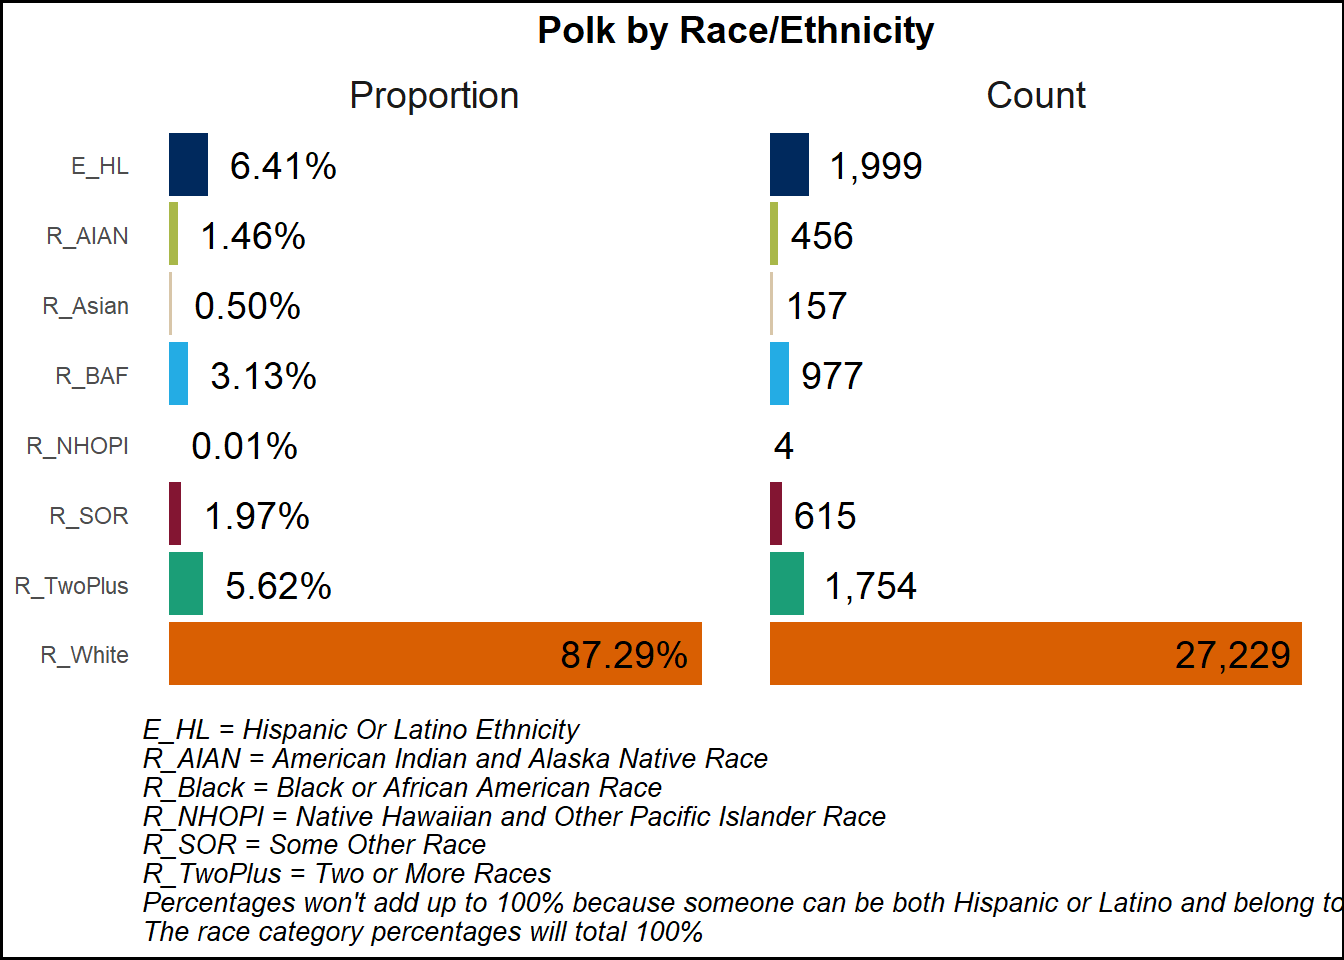 Polk by Race/Ethnicity
Proportion Count
E_HL 6.41% 1,999
R_AIAN 1.46% 456
R_Asian 0.50% 157
R_BAF 3.13% 977
R_NHOPI 0.01% 4
R_SOR 1.97% 615
R_TwoPlus 5.62% 1,754
R_White 87.29% 27,229
E_HL = Hispanic Or Latino Ethnicity
R_AIAN = American Indian and Alaska Native Race
R_Black = Black or African American Race
R_NHOPI = Native Hawaiian and Other Pacific Islander Race
R_SOR = Some Other Race
R_TwoPlus = Two or More Races
Percentages won't add up to 100% because someone can be both Hispanic or Latino and belong to
The race category percentages will total 100%